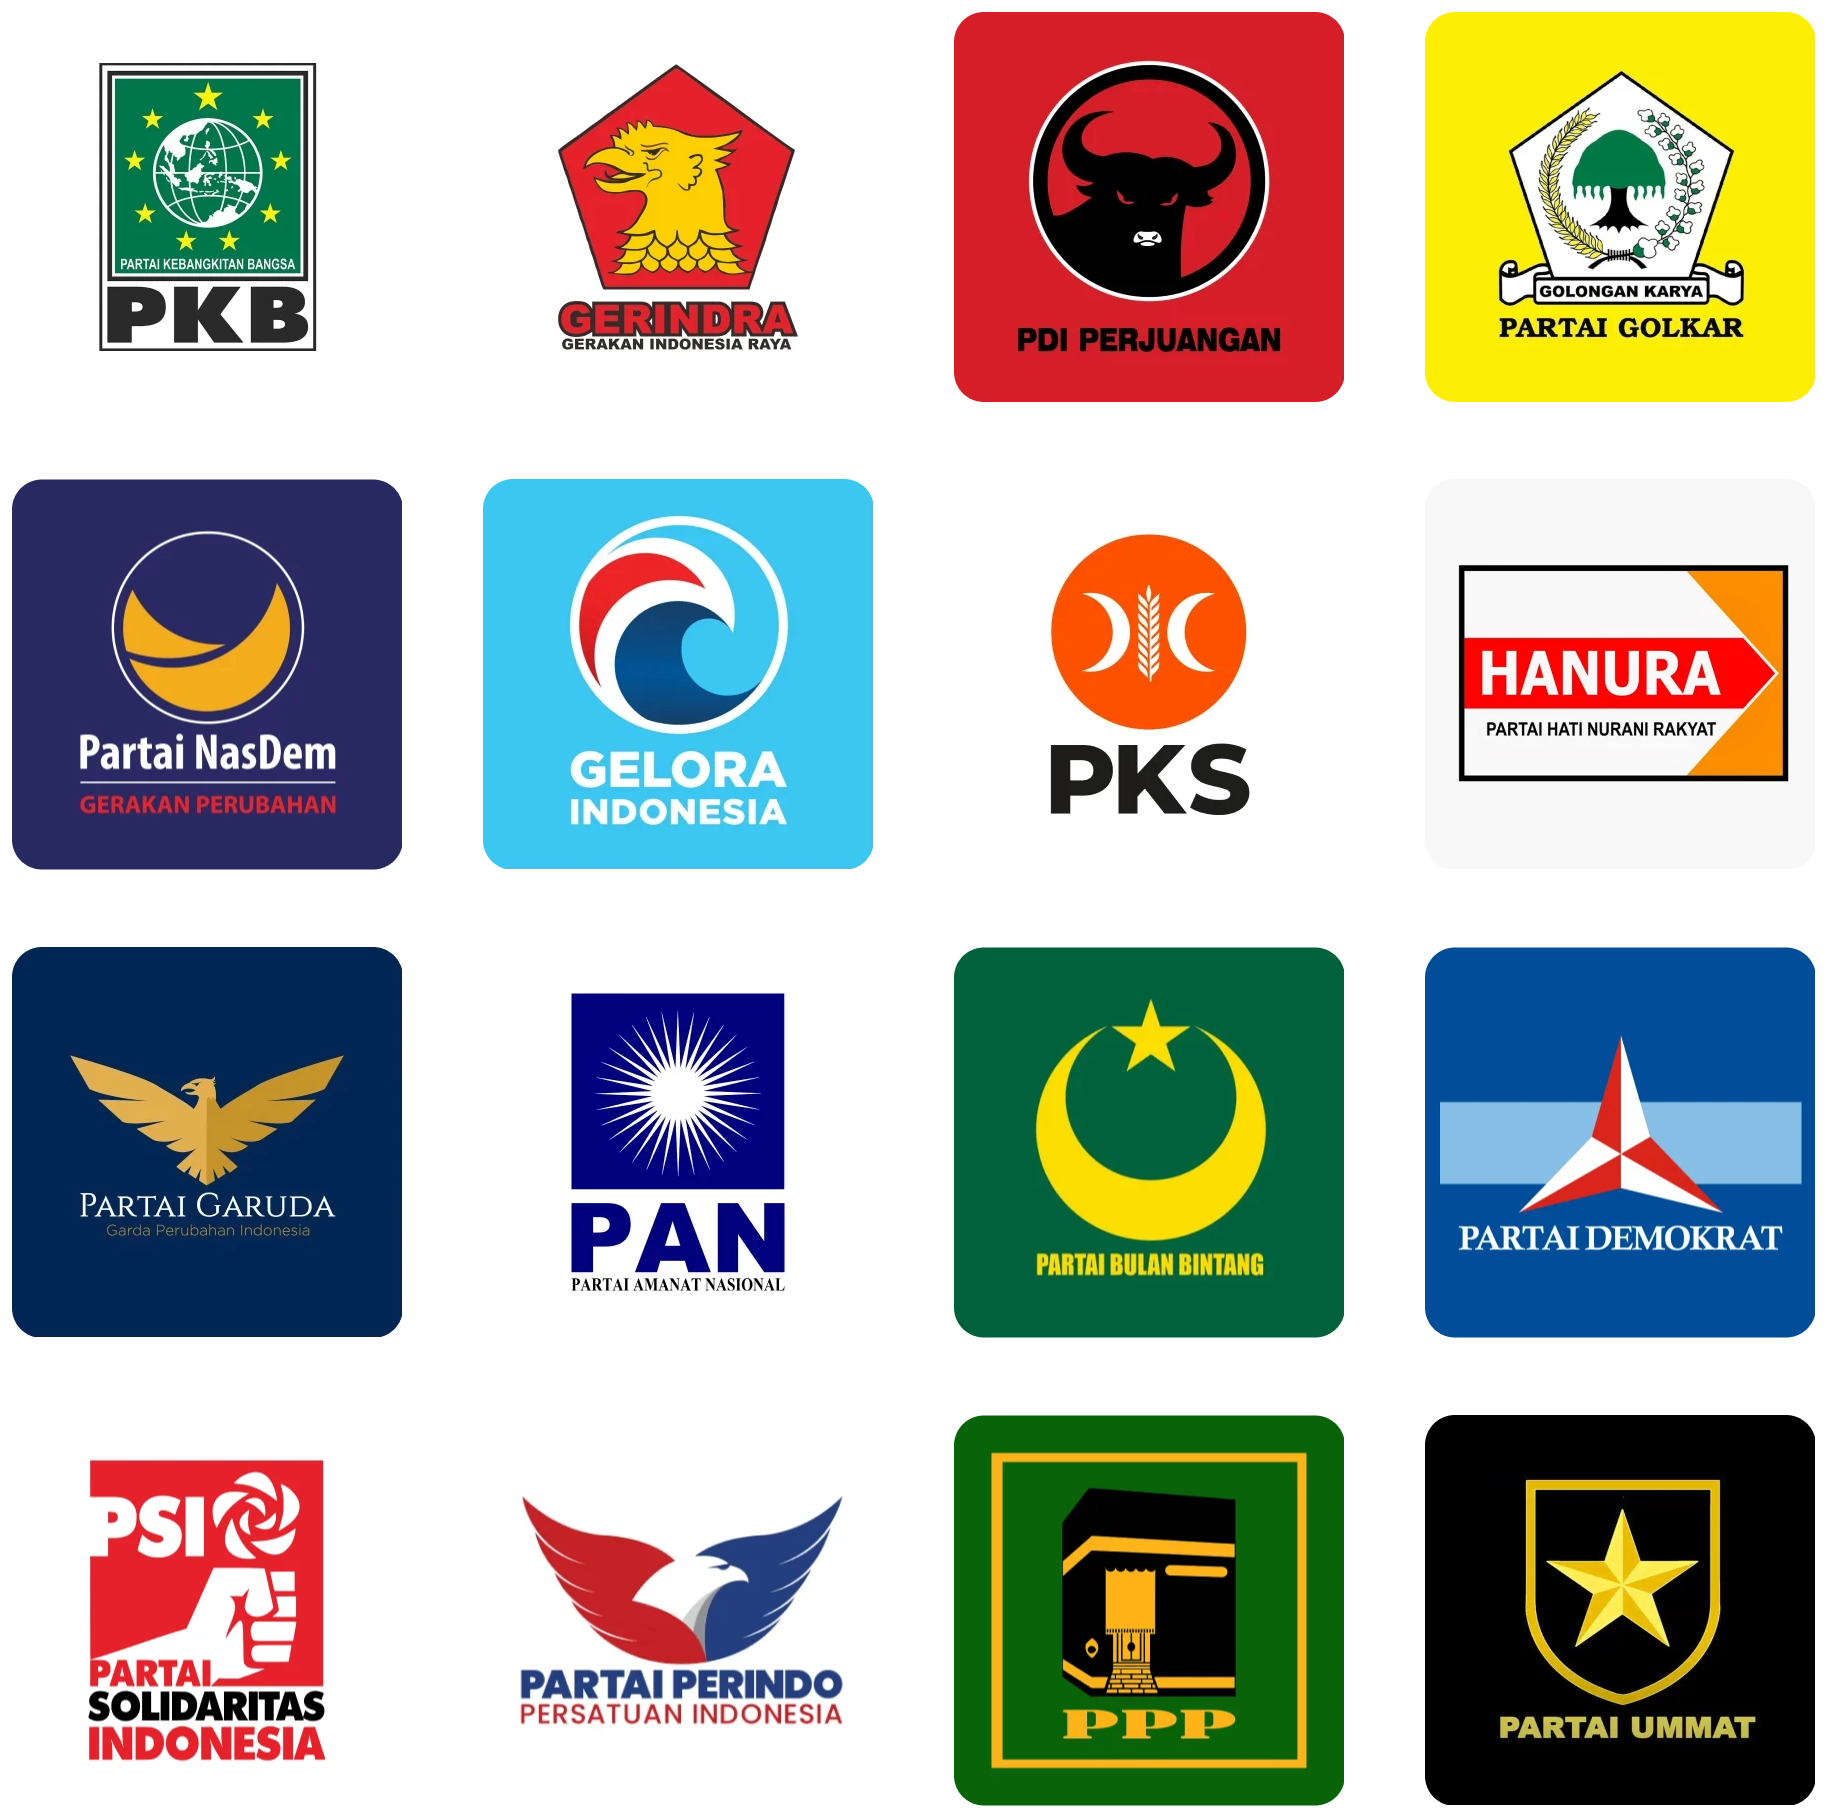 PARTAI KEBANGKITAN BANGSA
PKB
GERINDRA
GERAKAN INDONESIA RAYA
PDI PERJUANGAN
GOLONGAN KARYA
PARTAI GOLKAR
Partai NasDem
GERAKAN PERUBAHAN
GELORA
INDONESIA
PKS
HANURA
PARTAI HATI NURANI RAKYAT
PARTAI GARUDA
Garda Perubahan Indonesia
PAN
PARTAI AMANAT NASIONAL
PARTAI BULAN BINTANG
PARTAI DEMOKRAT
PSI
PARTAI
SOLIDARITAS
INDONESIA
PARTAI PERINDO
PERSATUAN INDONESIA
PPP
PARTAI UMMAT